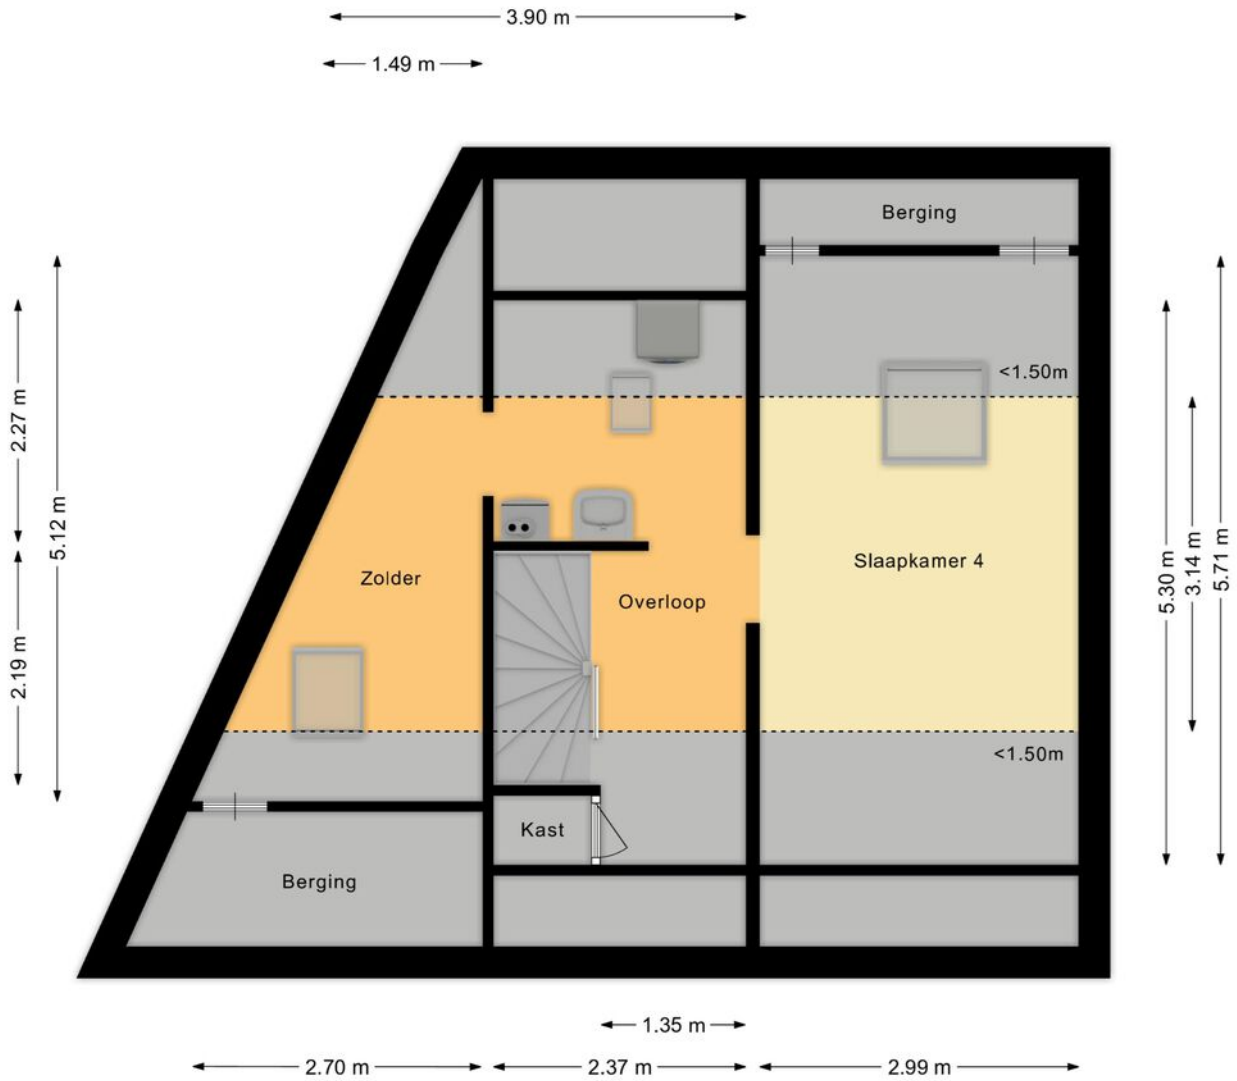 3.90 m
1.49 m
Berging
<1.50m
2.27 m
5.12 m
2.19 m
Zolder
Overloop
Slaapkamer 4
5.30 m
3.14 m
5.71 m
<1.50m
Kast
Berging
1.35 m
2.70 m
2.37 m
2.99 m